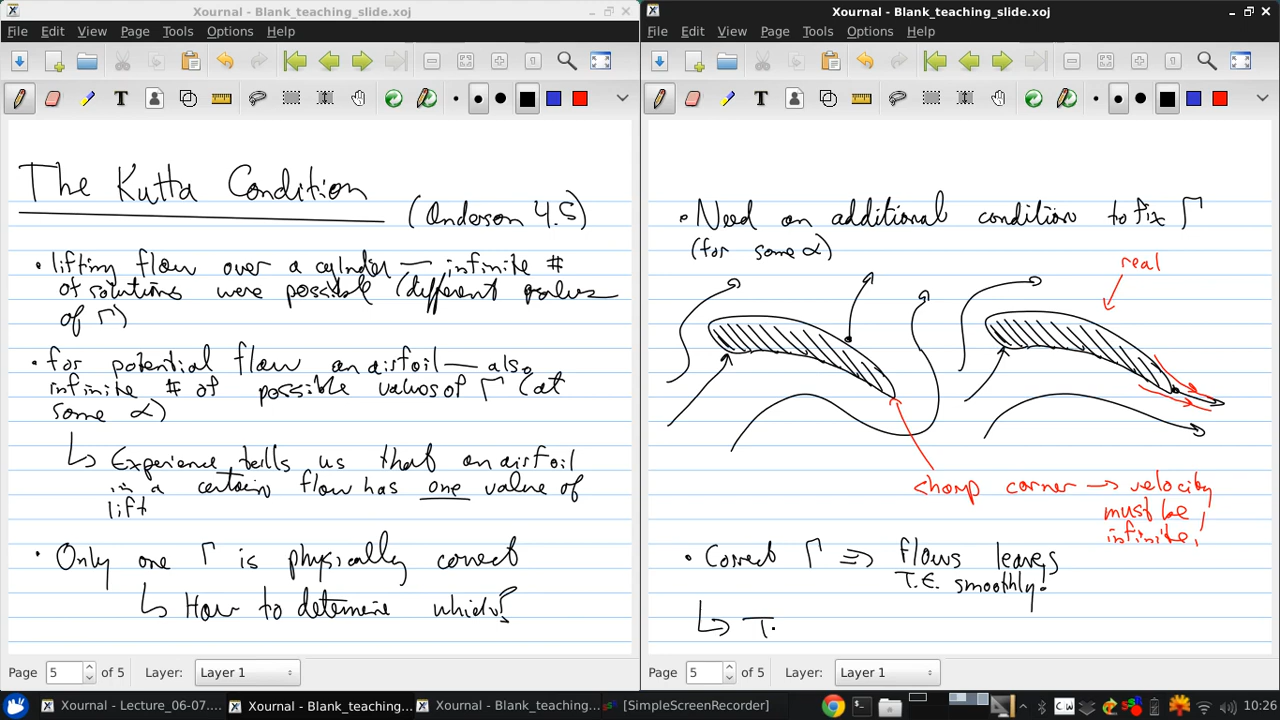 Xournal - Blank_teaching_slide.xoj
File Edit View Page Tools Options Help
The Kutta Condition
(Anderson 4.5)
• lifting flow over a cylinder — infinite #
of solutions were possible (different values
of Γ)
• for potential flow an airfoil — also
infinite # of possible values of Γ (at
some α)
↳ Experience tells us that an airfoil
in a certain flow has one value of
lift
• Only one Γ is physically correct
↳ How to determine which?
Page 5 of 5 Layer: Layer 1
Xournal - Blank_teaching_slide.xoj
File Edit View Page Tools Options Help
• Need an additional condition to fix Γ
(for some α)
real
sharp corner → velocity
must be
infinite!
• Correct Γ ⇒ flows leaves
T.E. smoothly!
↳ T.
Page 5 of 5 Layer: Layer 1
Xournal - Lecture_06-07.... Xournal - Blank_teaching... Xournal - Blank_teaching... [SimpleScreenRecorder] 10:26